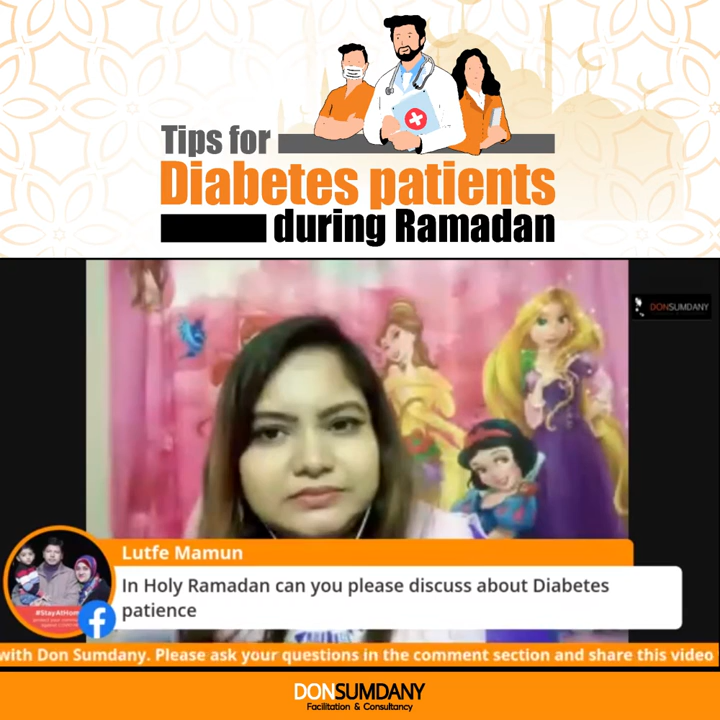 Tips for
Diabetes patients
during Ramadan
DONSUMDANY
Lutfe Mamun
In Holy Ramadan can you please discuss about Diabetes
patience
#StayAtHom
with Don Sumdany. Please ask your questions in the comment section and share this video
DONSUMDANY
Facilitation & Consultancy